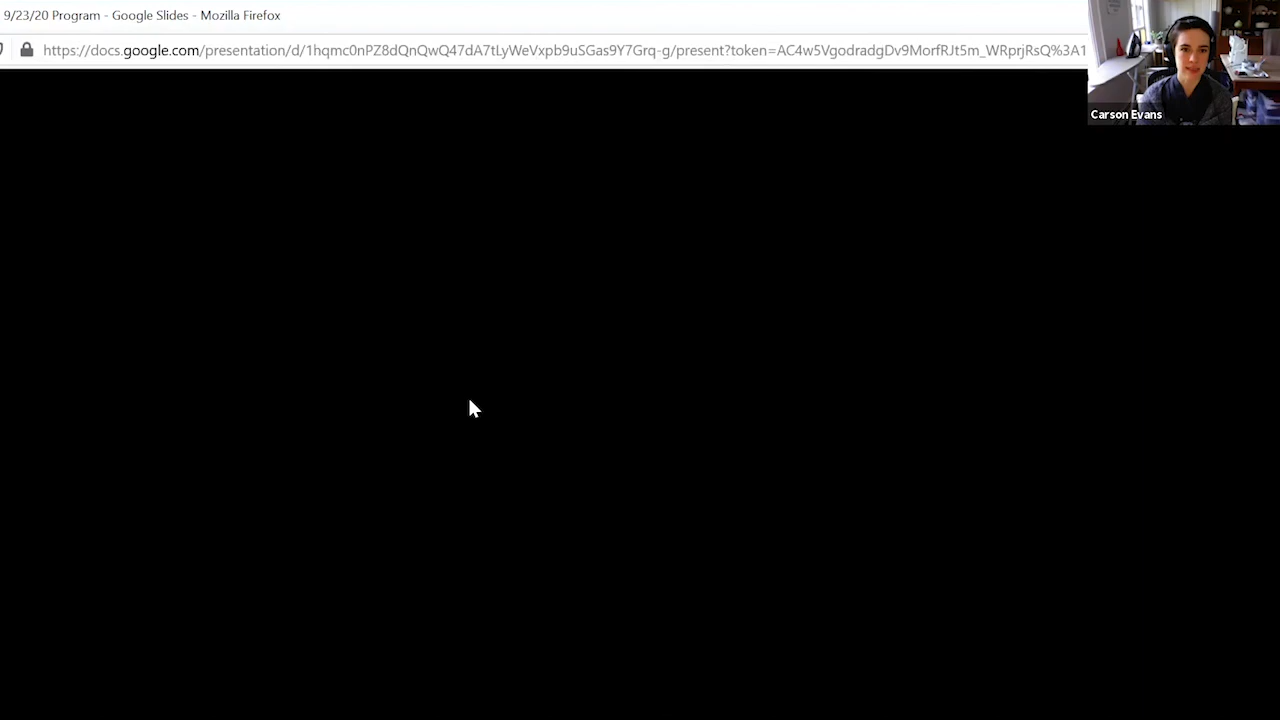 9/23/20 Program - Google Slides - Mozilla Firefox
https://docs.google.com/presentation/d/1hqmc0nPZ8dQnQwQ47dA7tLyWeVxpb9uSGas9Y7Grq-g/present?token=AC4w5VgodradgDv9MorfRJt5m_WRprjRsQ%3A1
Carson Evans